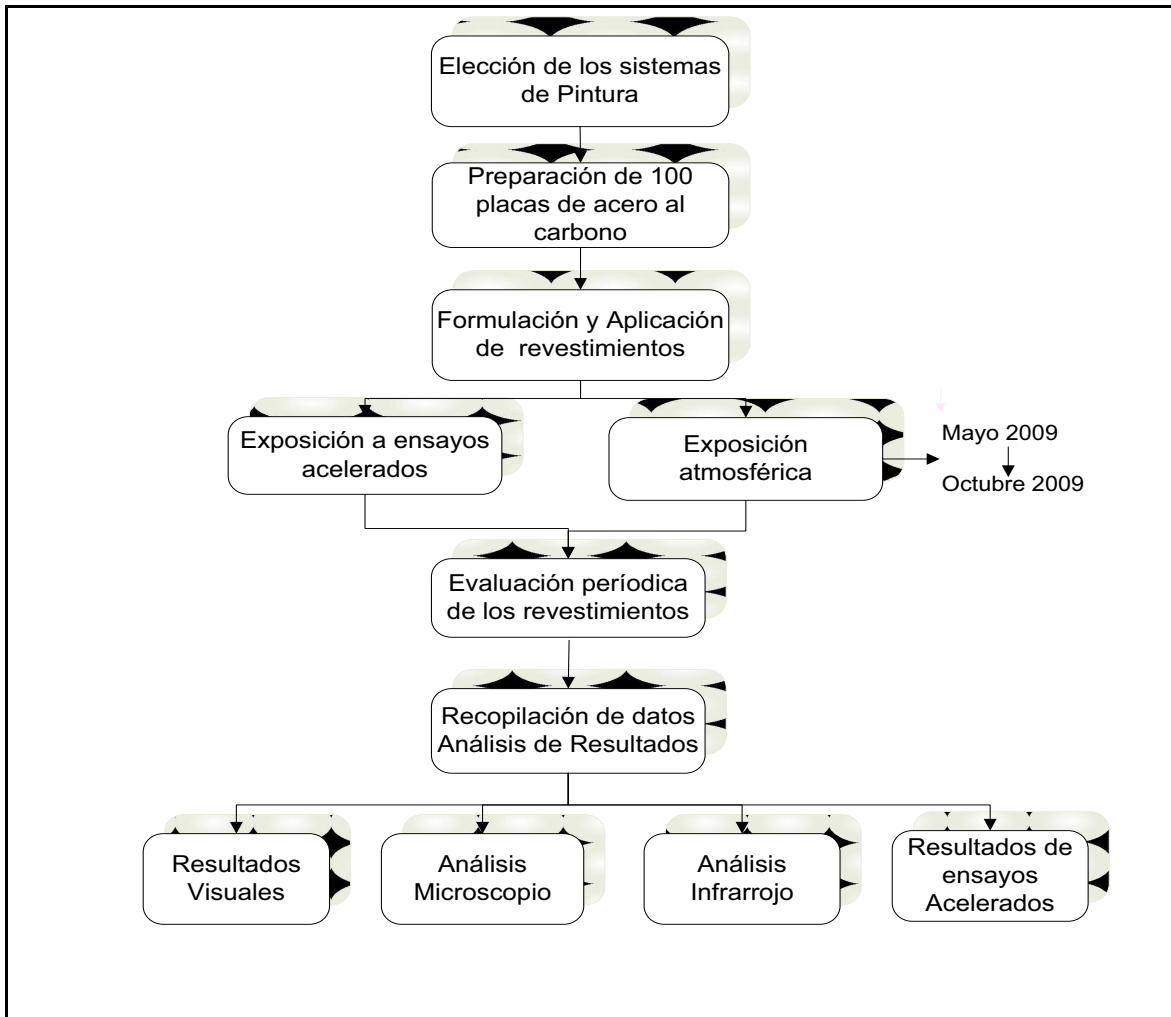 Elección de los sistemas
de Pintura
Preparación de 100
placas de acero al
carbono
Formulación y Aplicación
de revestimientos
Exposición a ensayos
acelerados
Exposición
atmosférica
Mayo 2009
Octubre 2009
Evaluación períodica
de los revestimientos
Recopilación de datos
Análisis de Resultados
Resultados
Visuales
Análisis
Microscopio
Análisis
Infrarrojo
Resultados de
ensayos
Acelerados